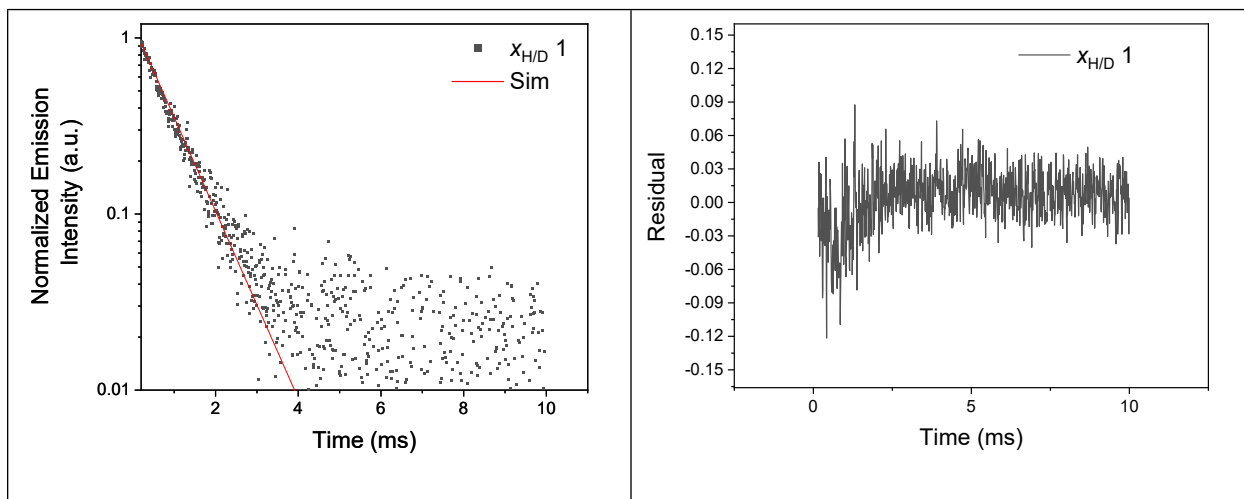 1
0.1
0.01
2
4
6
8
10
Time (ms)
Normalized Emission
Intensity (a.u.)
x_H/D 1
Sim
0.15
0.12
0.09
0.06
0.03
0.00
-0.03
-0.06
-0.09
-0.12
-0.15
0
5
10
Time (ms)
Residual
x_H/D 1